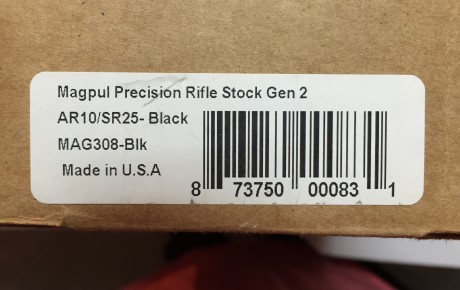 Magpul Precision Rifle Stock Gen 2
AR10/SR25- Black
MAG308-Blk
Made in U.S.A
8 73750 00083 1